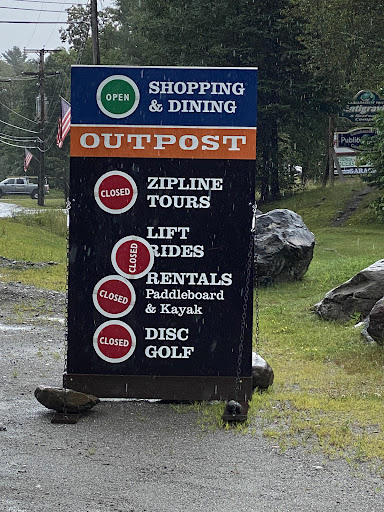 OPEN
SHOPPING
& DINING
OUTPOST
CLOSED
ZIPLINE
TOURS
CLOSED
LIFT
RIDES
CLOSED
RENTALS
Paddleboard
& Kayak
CLOSED
DISC
GOLF